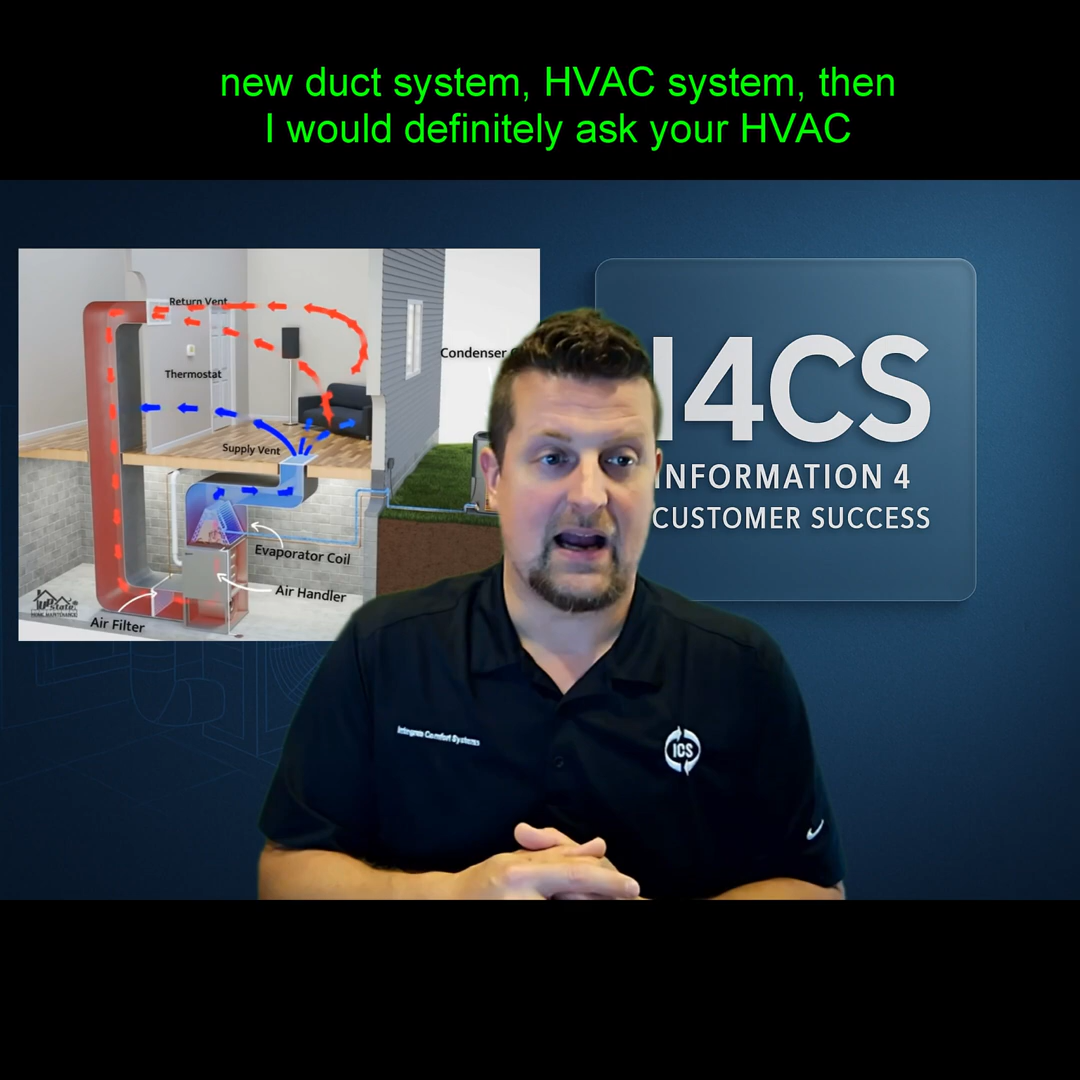 new duct system, HVAC system, then
I would definitely ask your HVAC
Return Vent
Thermostat
Supply Vent
Condenser
Evaporator Coil
Air Handler
Air Filter
I4CS
INFORMATION 4
CUSTOMER SUCCESS
Comfort Systems
ICS